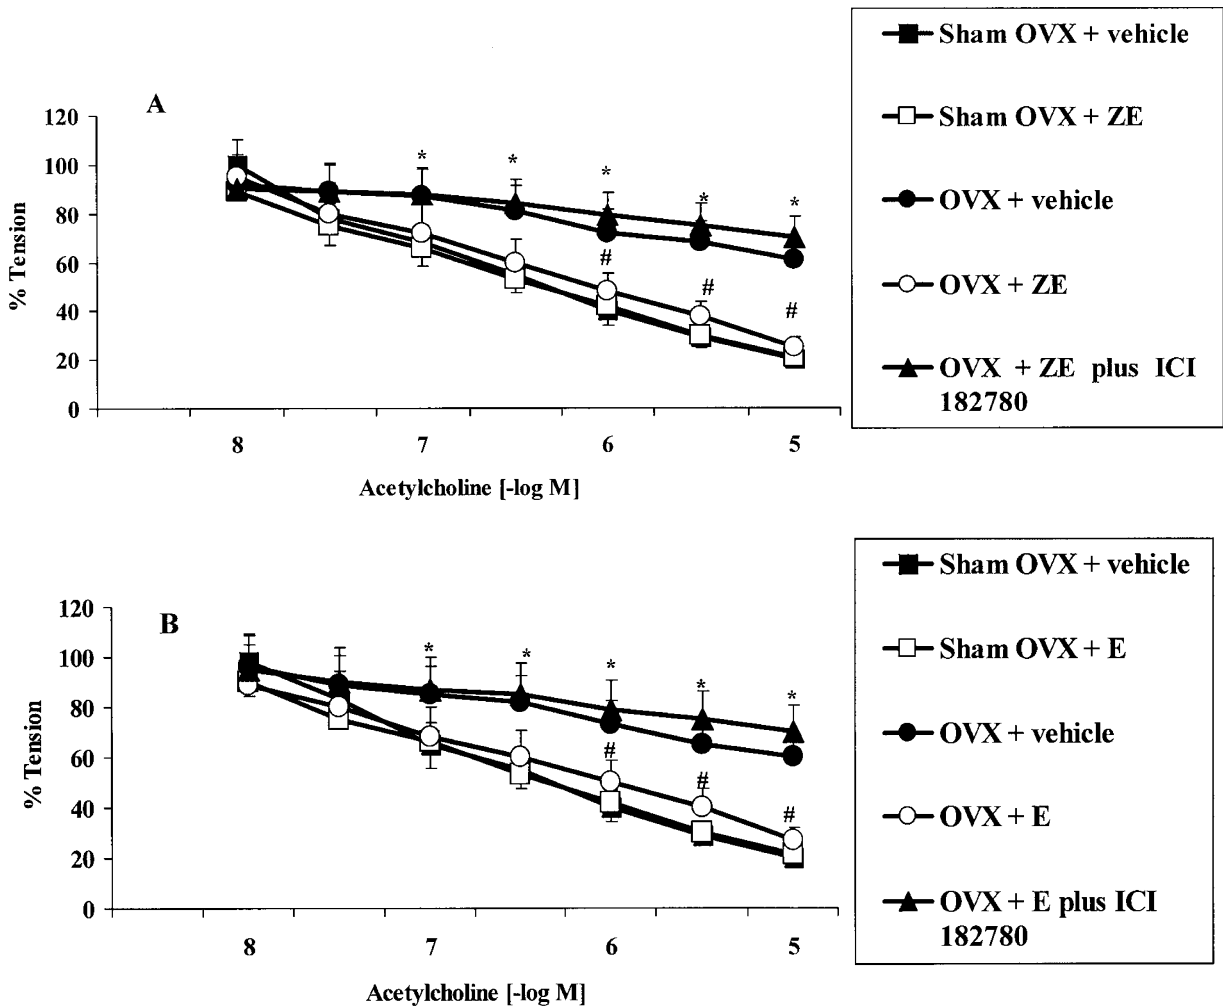 Sham OVX + vehicle
Sham OVX + ZE
OVX + vehicle
OVX + ZE
OVX + ZE plus ICI
182780
A
120
100
80
60
40
20
0
% Tension
* * * * *
# # #
8 7 6 5
Acetylcholine [-log M]
Sham OVX + vehicle
Sham OVX + E
OVX + vehicle
OVX + E
OVX + E plus ICI
182780
B
120
100
80
60
40
20
0
% Tension
* * * * *
# # #
8 7 6 5
Acetylcholine [-log M]